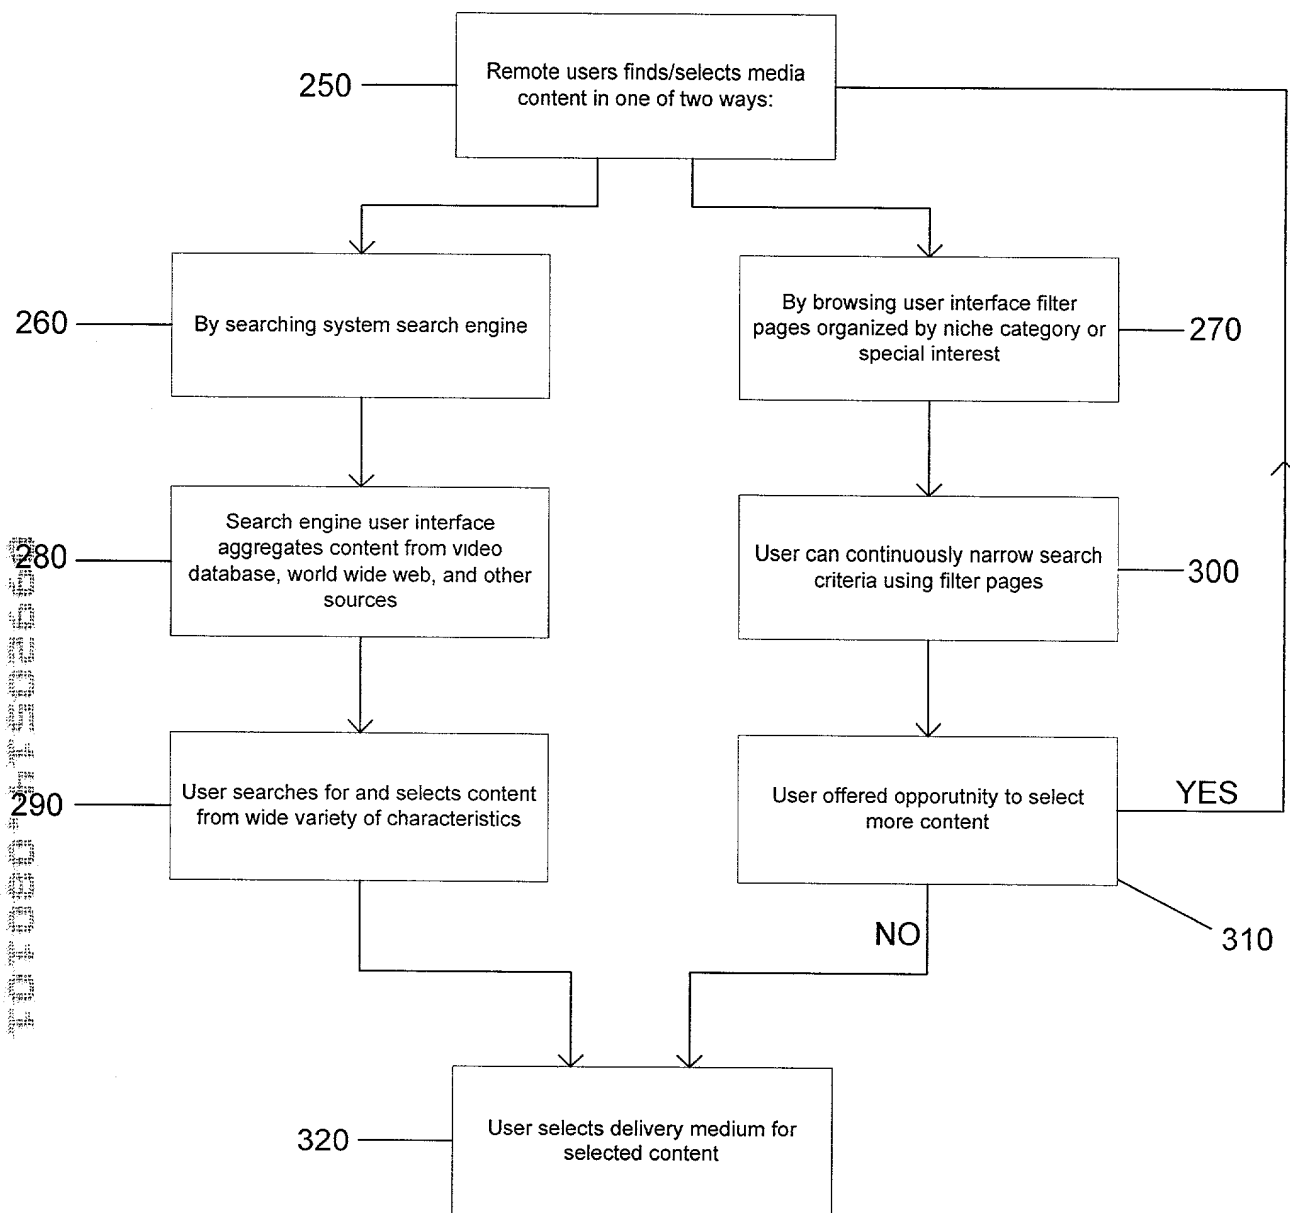 Remote users finds/selects media
content in one of two ways:
250
By searching system search engine
260
By browsing user interface filter
pages organized by niche category or
special interest
270
Search engine user interface
aggregates content from video
database, world wide web, and other
sources
280
User can continuously narrow search
criteria using filter pages
300
User searches for and selects content
from wide variety of characteristics
290
User offered opporutnity to select
more content
YES
310
NO
User selects delivery medium for
selected content
320